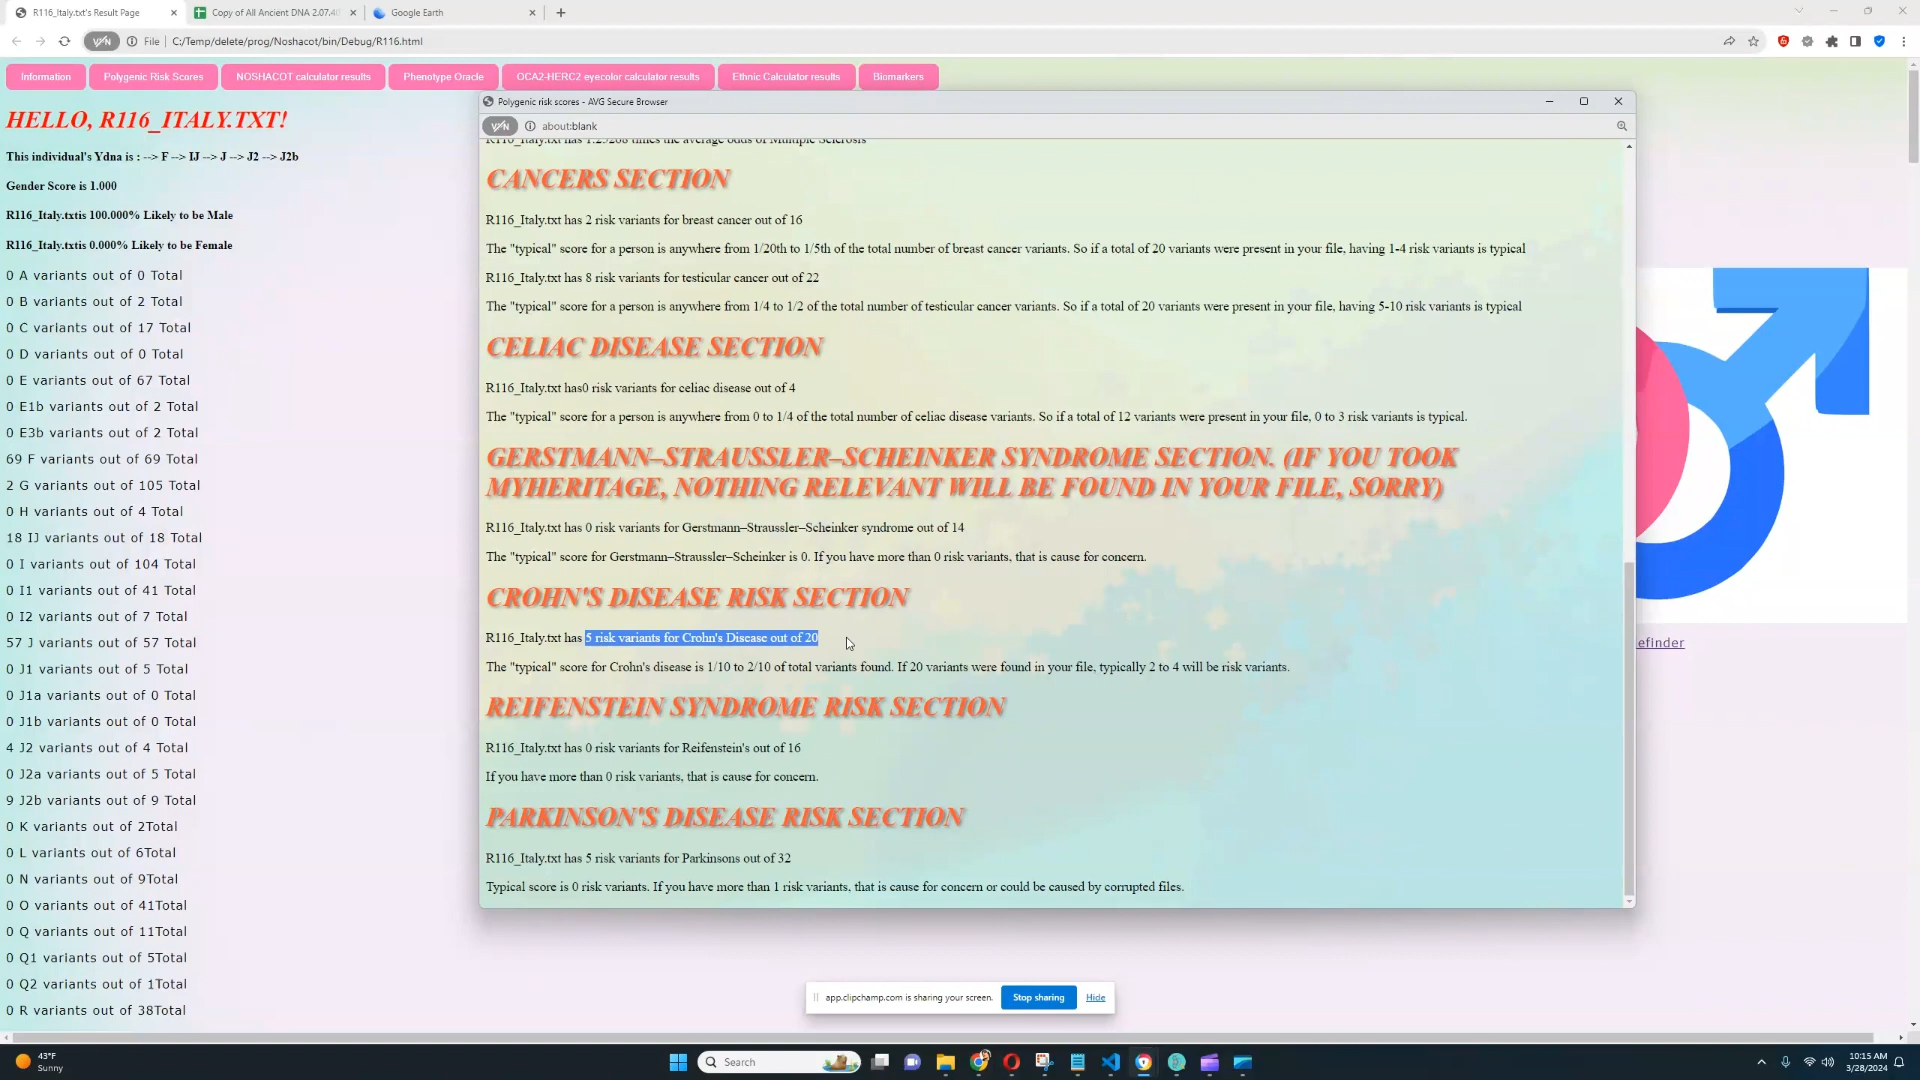 R116_Italy.txt's Result Page
Copy of All Ancient DNA 2.07.4
Google Earth
File
C:/Temp/delete/prog/Noshacot/bin/Debug/R116.html
Information
Polygenic Risk Scores
NOSHACOT calculator results
Phenotype Oracle
OCA2-HERC2 eyecolor calculator results
Ethnic Calculator results
Biomarkers
HELLO, R116_ITALY.TXT!
This individual's Ydna is : --> F --> IJ --> J --> J2 --> J2b
Gender Score is 1.000
R116_Italy.txtis 100.000% Likely to be Male
R116_Italy.txtis 0.000% Likely to be Female
0 A variants out of 0 Total
0 B variants out of 2 Total
0 C variants out of 17 Total
0 D variants out of 0 Total
0 E variants out of 67 Total
0 E1b variants out of 2 Total
0 E3b variants out of 2 Total
69 F variants out of 69 Total
2 G variants out of 105 Total
0 H variants out of 4 Total
18 IJ variants out of 18 Total
0 I variants out of 104 Total
0 I1 variants out of 41 Total
0 I2 variants out of 7 Total
57 J variants out of 57 Total
0 J1 variants out of 5 Total
0 J1a variants out of 0 Total
0 J1b variants out of 0 Total
4 J2 variants out of 4 Total
0 J2a variants out of 5 Total
9 J2b variants out of 9 Total
0 K variants out of 2Total
0 L variants out of 6Total
0 N variants out of 9Total
0 O variants out of 41Total
0 Q variants out of 11Total
0 Q1 variants out of 5Total
0 Q2 variants out of 1Total
0 R variants out of 38Total
Polygenic risk scores - AVG Secure Browser
about:blank
R116_Italy.txt has 1.25208 times the average odds of Multiple Sclerosis
CANCERS SECTION
R116_Italy.txt has 2 risk variants for breast cancer out of 16
The "typical" score for a person is anywhere from 1/20th to 1/5th of the total number of breast cancer variants. So if a total of 20 variants were present in your file, having 1-4 risk variants is typical
R116_Italy.txt has 8 risk variants for testicular cancer out of 22
The "typical" score for a person is anywhere from 1/4 to 1/2 of the total number of testicular cancer variants. So if a total of 20 variants were present in your file, having 5-10 risk variants is typical
CELIAC DISEASE SECTION
R116_Italy.txt has0 risk variants for celiac disease out of 4
The "typical" score for a person is anywhere from 0 to 1/4 of the total number of celiac disease variants. So if a total of 12 variants were present in your file, 0 to 3 risk variants is typical.
GERSTMANN–STRAUSSLER–SCHEINKER SYNDROME SECTION. (IF YOU TOOK
MYHERITAGE, NOTHING RELEVANT WILL BE FOUND IN YOUR FILE, SORRY)
R116_Italy.txt has 0 risk variants for Gerstmann–Straussler–Scheinker syndrome out of 14
The "typical" score for Gerstmann–Straussler–Scheinker is 0. If you have more than 0 risk variants, that is cause for concern.
CROHN'S DISEASE RISK SECTION
R116_Italy.txt has 5 risk variants for Crohn's Disease out of 20
The "typical" score for Crohn's disease is 1/10 to 2/10 of total variants found. If 20 variants were found in your file, typically 2 to 4 will be risk variants.
REIFENSTEIN SYNDROME RISK SECTION
R116_Italy.txt has 0 risk variants for Reifenstein's out of 16
If you have more than 0 risk variants, that is cause for concern.
PARKINSON'S DISEASE RISK SECTION
R116_Italy.txt has 5 risk variants for Parkinsons out of 32
Typical score is 0 risk variants. If you have more than 1 risk variants, that is cause for concern or could be caused by corrupted files.
efinder
app.clipchamp.com is sharing your screen.
Stop sharing
Hide
43°F
Sunny
Search
10:15 AM
3/28/2024